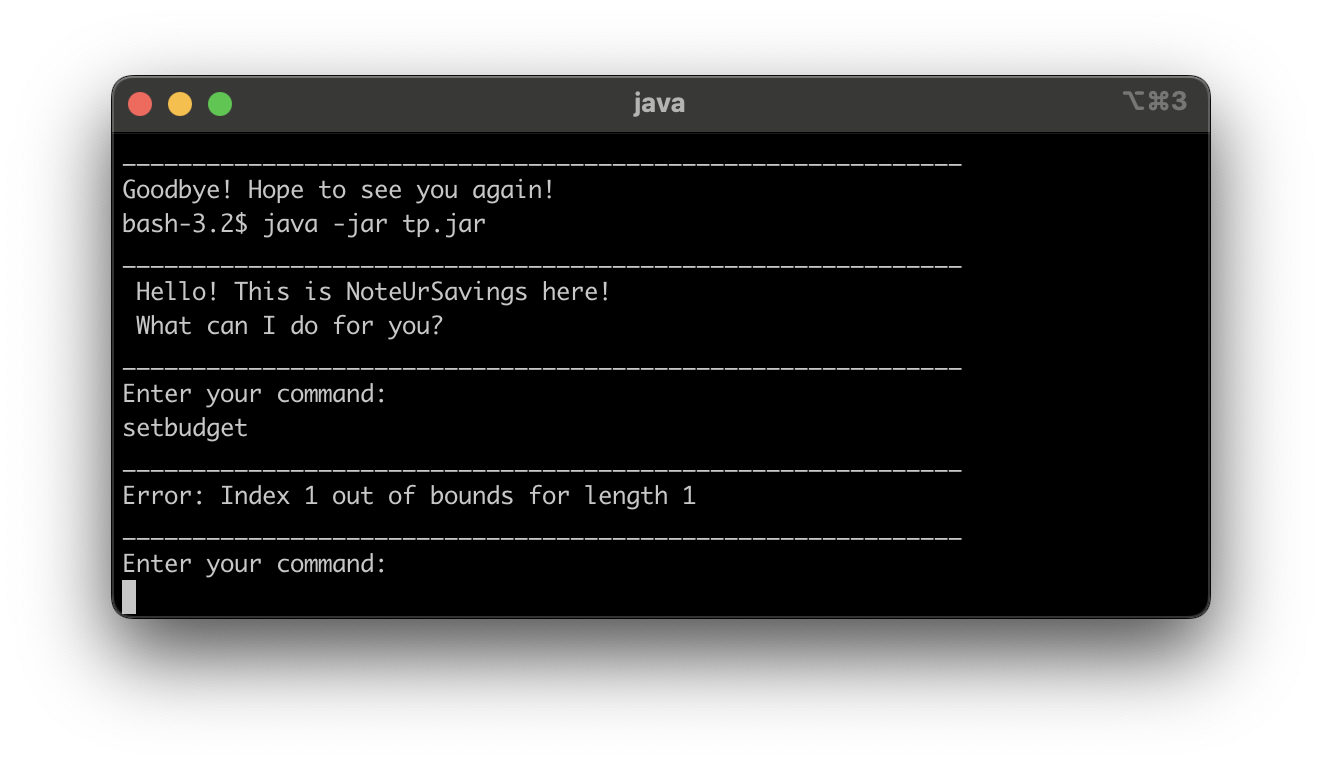 java
⌥⌘3
____________________________________________________________
Goodbye! Hope to see you again!
bash-3.2$ java -jar tp.jar
____________________________________________________________
 Hello! This is NoteUrSavings here!
 What can I do for you?
____________________________________________________________
Enter your command:
setbudget
____________________________________________________________
Error: Index 1 out of bounds for length 1
____________________________________________________________
Enter your command: